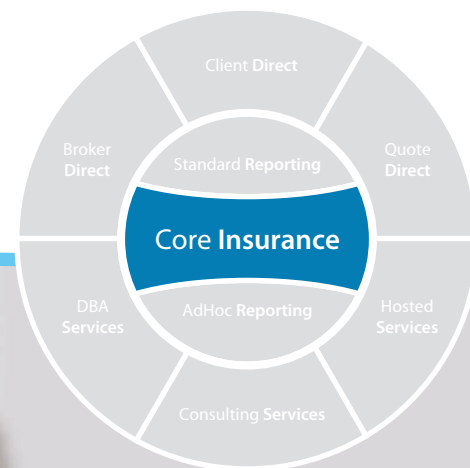 Client Direct
Broker
Direct
Quote
Direct
Standard Reporting
Core Insurance
AdHoc Reporting
DBA
Services
Hosted
Services
Consulting Services